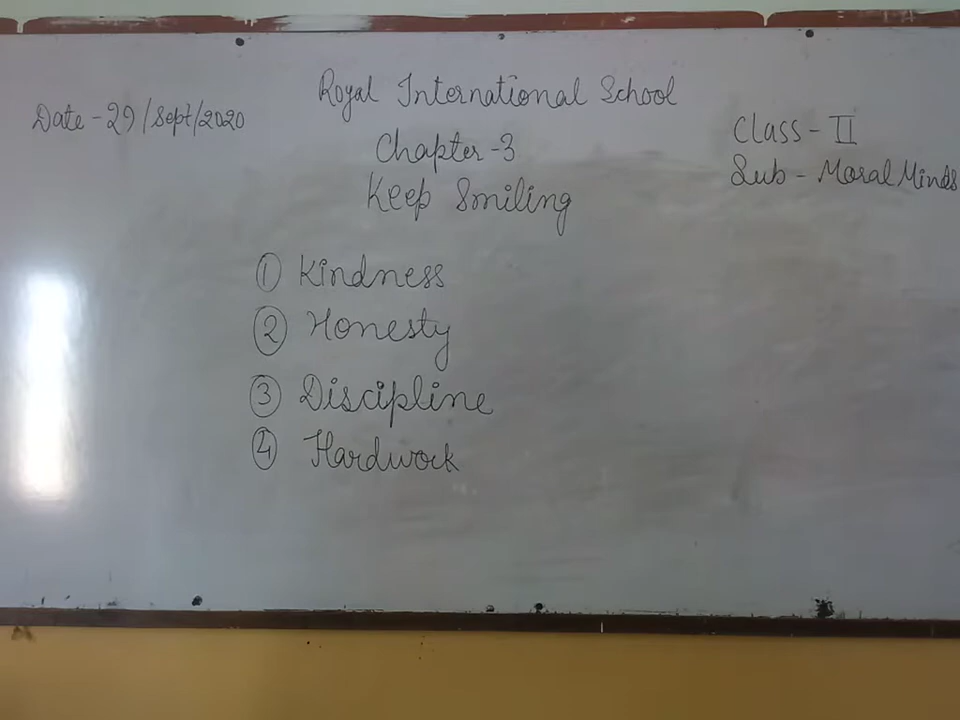 Royal International School
Date - 29/Sept/2020
Class - II
Chapter - 3
Sub - Moral Minds
Keep Smiling
① Kindness
② Honesty
③ Discipline
④ Hardwork